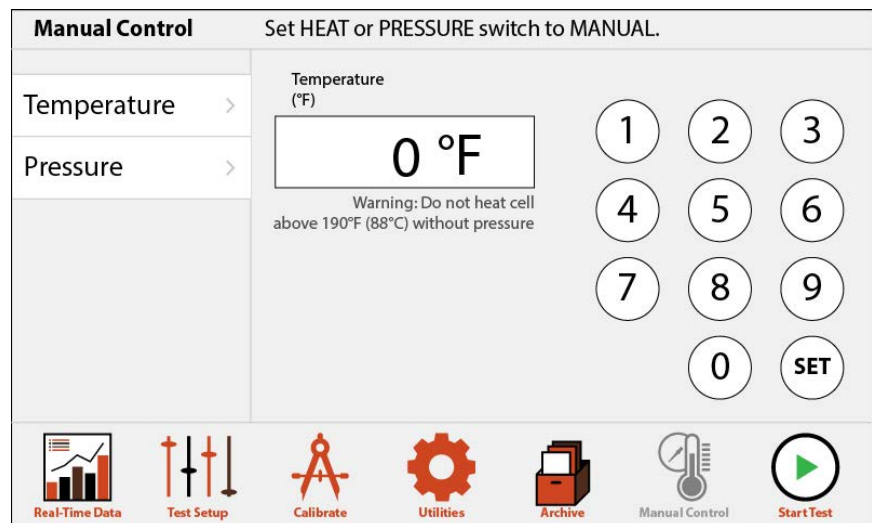 Manual Control
Set HEAT or PRESSURE switch to MANUAL.
Temperature
Pressure
Temperature
(°F)
0 °F
Warning: Do not heat cell
above 190°F (88°C) without pressure
1 2 3
4 5 6
7 8 9
0 SET
Real-Time Data
Test Setup
Calibrate
Utilities
Archive
Manual Control
Start Test